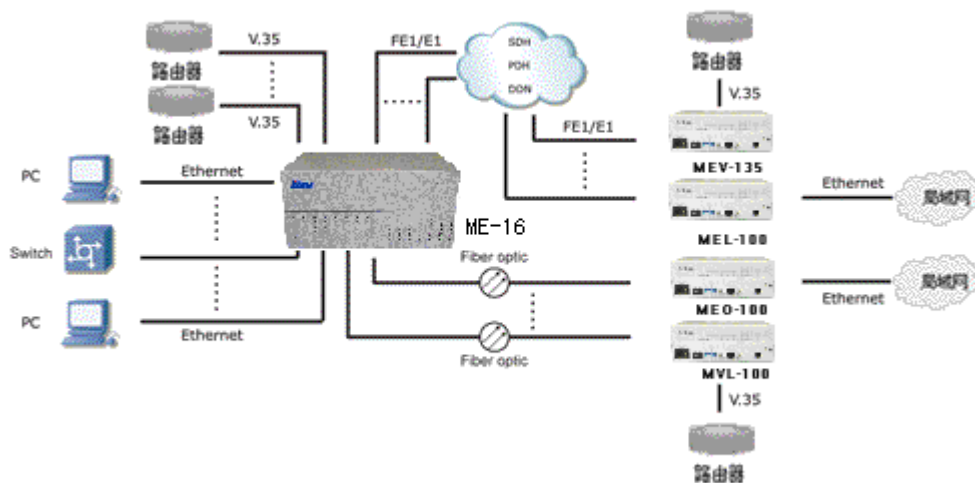 路由器
V.35
路由器
V.35
FE1/E1
SDH
PDH
DDN
路由器
V.35
FE1/E1
MEV-135
PC
Ethernet
ME-16
MEL-100
Ethernet
局域网
Switch
Fiber optic
MEO-100
Ethernet
局域网
PC
Ethernet
Fiber optic
MVL-100
V.35
路由器